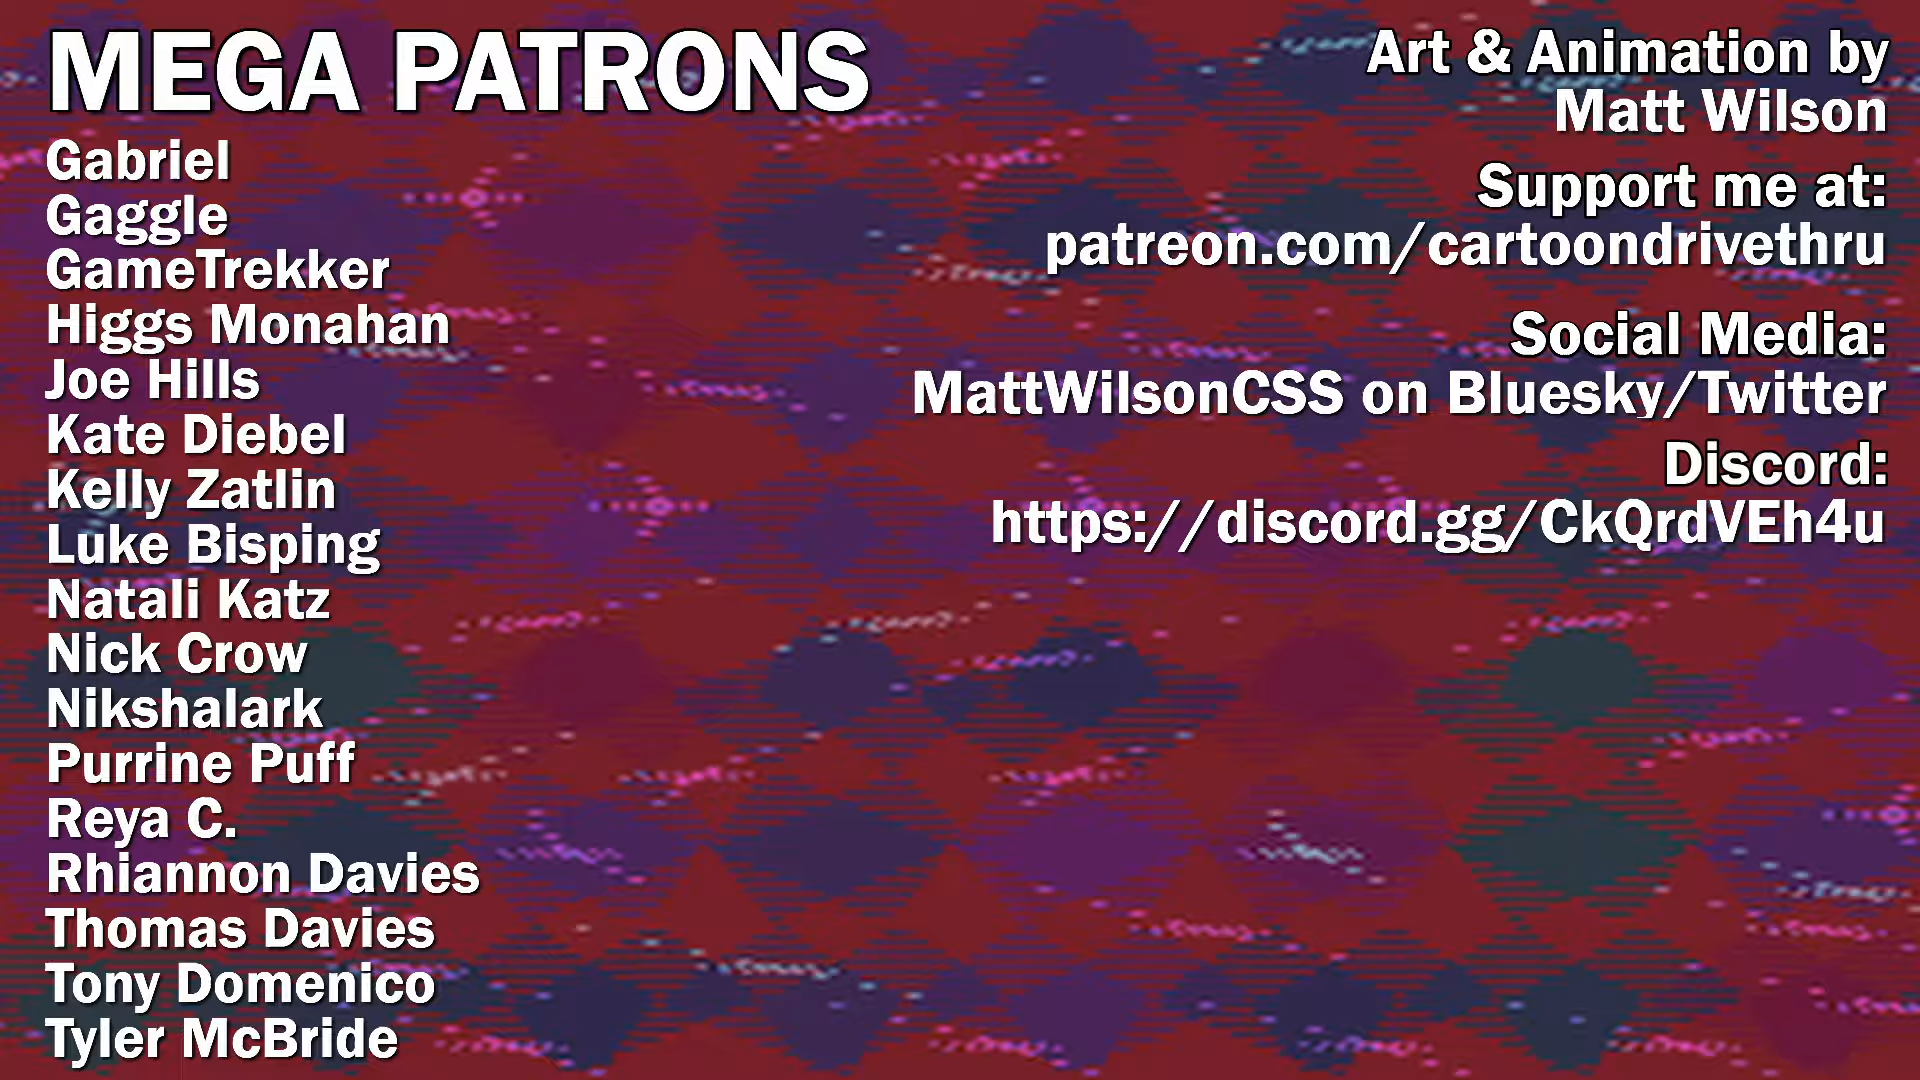 MEGA PATRONS
Gabriel
Gaggle
GameTrekker
Higgs Monahan
Joe Hills
Kate Diebel
Kelly Zatlin
Luke Bisping
Natali Katz
Nick Crow
Nikshalark
Purrine Puff
Reya C.
Rhiannon Davies
Thomas Davies
Tony Domenico
Tyler McBride
Art & Animation by
Matt Wilson
Support me at:
patreon.com/cartoondrivethru
Social Media:
MattWilsonCSS on Bluesky/Twitter
Discord:
https://discord.gg/CkQrdVEh4u